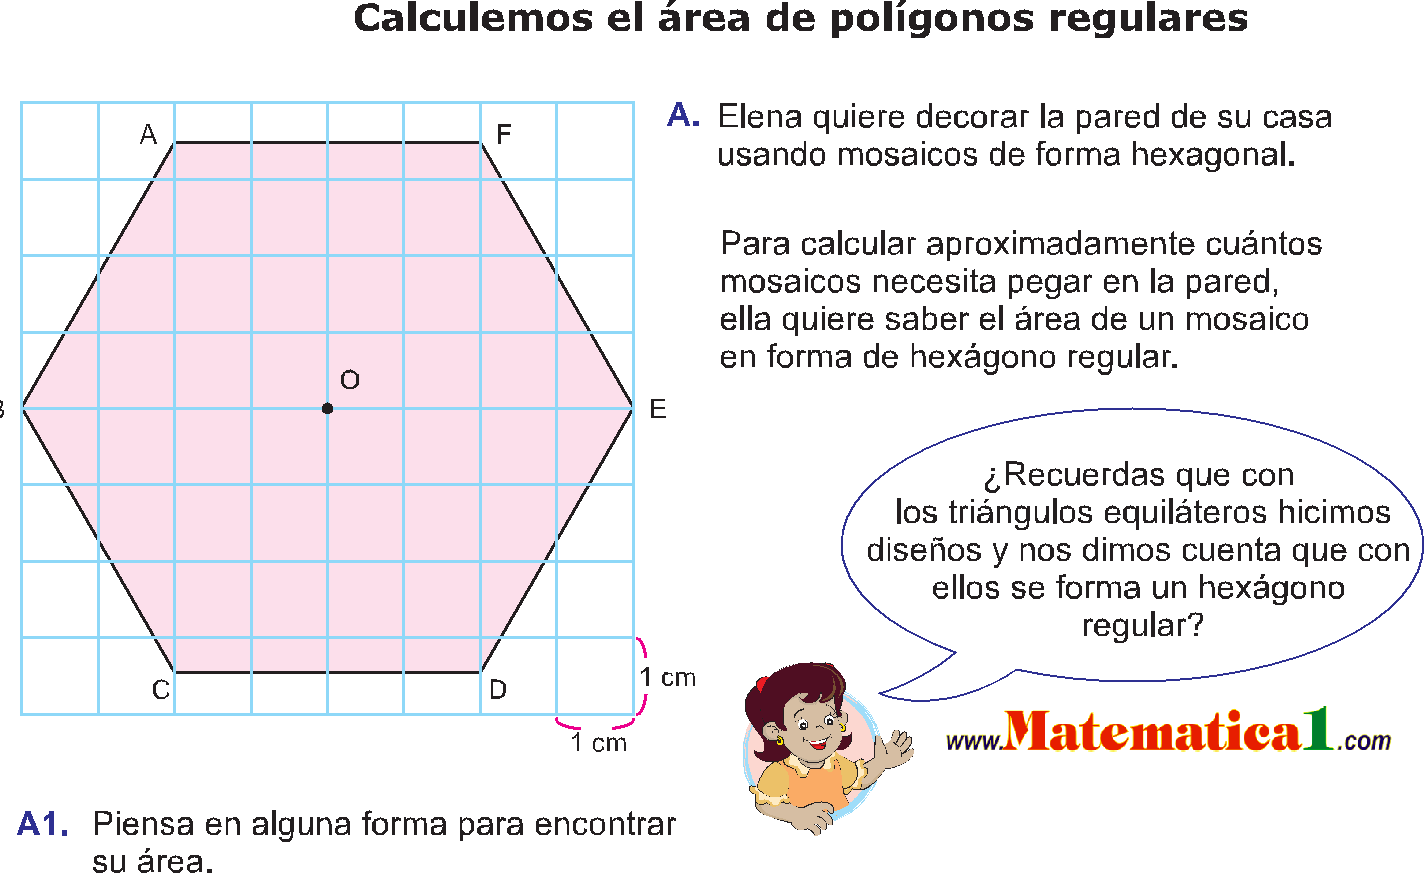 Calculemos el área de polígonos regulares
A. Elena quiere decorar la pared de su casa
usando mosaicos de forma hexagonal.
Para calcular aproximadamente cuántos
mosaicos necesita pegar en la pared,
ella quiere saber el área de un mosaico
en forma de hexágono regular.
A
F
O
B
E
C
D
1 cm
1 cm
¿Recuerdas que con
los triángulos equiláteros hicimos
diseños y nos dimos cuenta que con
ellos se forma un hexágono
regular?
www.Matematica1.com
A1. Piensa en alguna forma para encontrar
su área.